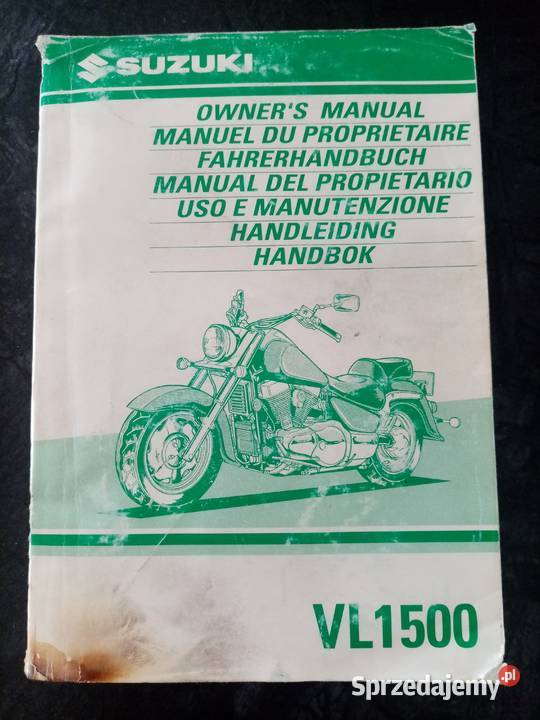 SUZUKI
OWNER'S MANUAL
MANUEL DU PROPRIETAIRE
FAHRERHANDBUCH
MANUAL DEL PROPIETARIO
USO E MANUTENZIONE
HANDLEIDING
HANDBOK
VL1500
Sprzedajemy.pl